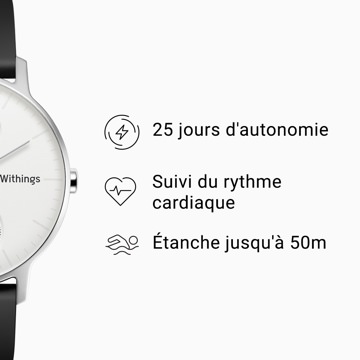 25 jours d'autonomie
Withings
Suivi du rythme
cardiaque
Étanche jusqu'à 50m